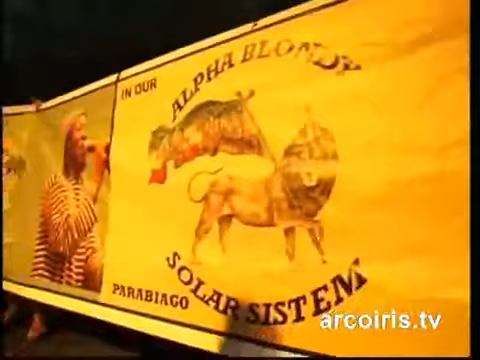 IN OUR
ALPHA BLONDY
SOLAR SISTEM
PARABIAGO
arcoiris.tv